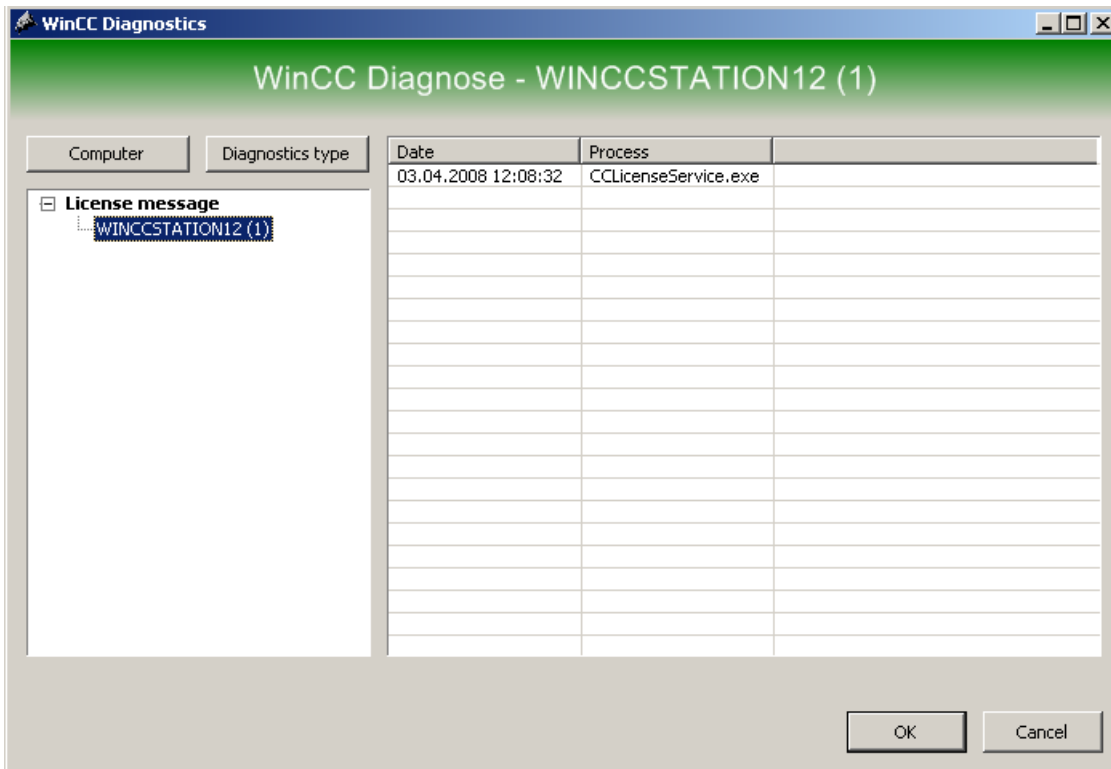 WinCC Diagnostics
WinCC Diagnose - WINCCSTATION12 (1)
Computer Diagnostics type
License message
WINCCSTATION12 (1)
Date Process
03.04.2008 12:08:32 CCLicenseService.exe
OK Cancel